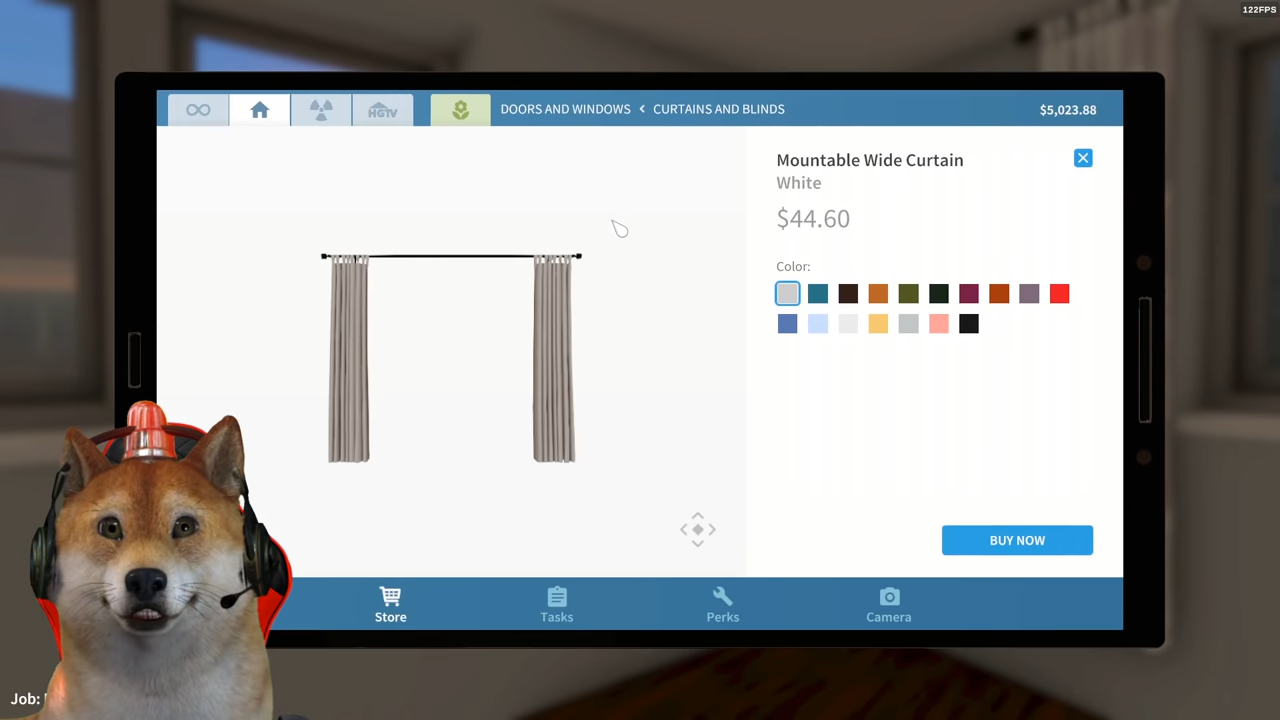 122FPS
HGTV
DOORS AND WINDOWS < CURTAINS AND BLINDS
$5,023.88
Mountable Wide Curtain
White
$44.60
Color:
BUY NOW
Store
Tasks
Perks
Camera
Job: